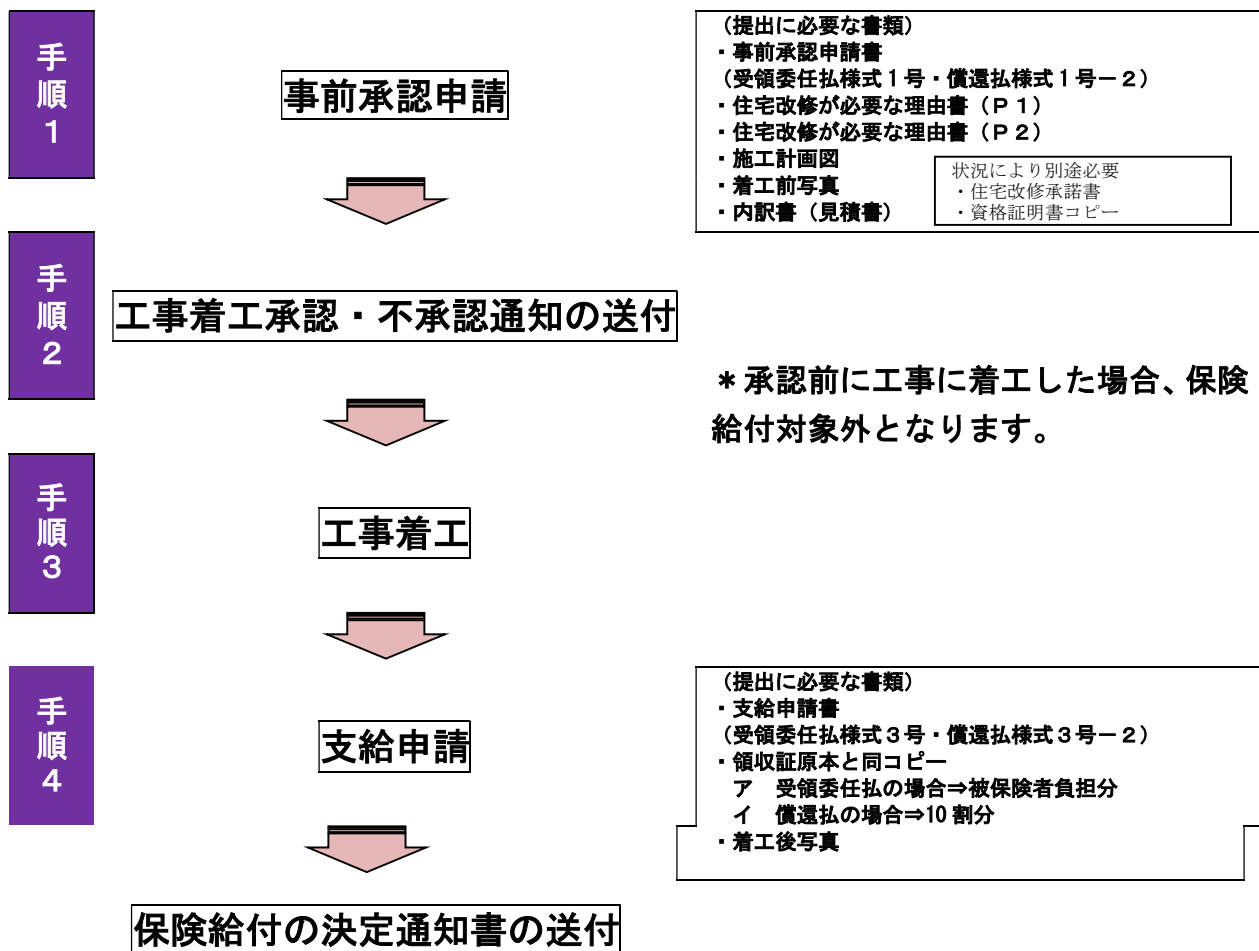 手順1
事前承認申請
（提出に必要な書類）
・事前承認申請書
（受領委任払様式１号・償還払様式１号－２）
・住宅改修が必要な理由書（Ｐ１）
・住宅改修が必要な理由書（Ｐ２）
・施工計画図
・着工前写真
・内訳書（見積書）
状況により別途必要
・住宅改修承諾書
・資格証明書コピー
手順2
工事着工承認・不承認通知の送付
＊承認前に工事に着工した場合、保険
給付対象外となります。
手順3
工事着工
手順4
支給申請
（提出に必要な書類）
・支給申請書
（受領委任払様式３号・償還払様式３号－２）
・領収証原本と同コピー
ア　受領委任払の場合⇒被保険者負担分
イ　償還払の場合⇒10割分
・着工後写真
保険給付の決定通知書の送付